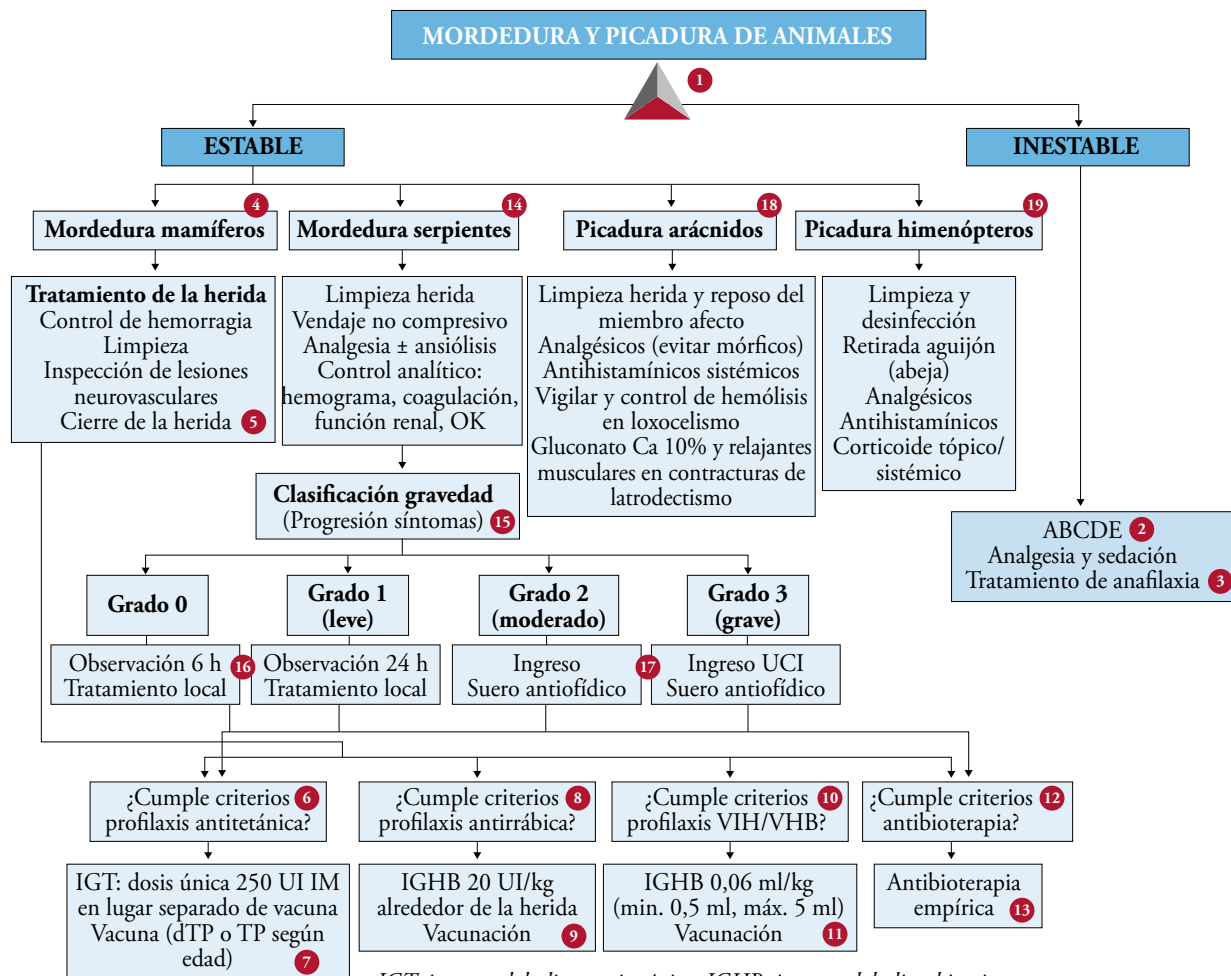 MORDEDURA Y PICADURA DE ANIMALES
1
ESTABLE
INESTABLE
4
Mordedura mamíferos
14
Mordedura serpientes
18
Picadura arácnidos
19
Picadura himenópteros
Tratamiento de la herida
Control de hemorragia
Limpieza
Inspección de lesiones
neurovasculares
Cierre de la herida 5
Limpieza herida
Vendaje no compresivo
Analgesia ± ansiólisis
Control analítico:
hemograma, coagulación,
función renal, OK
Limpieza herida y reposo del
miembro afecto
Analgésicos (evitar mórficos)
Antihistamínicos sistémicos
Vigilar y control de hemólisis
en loxocelismo
Gluconato Ca 10% y relajantes
musculares en contracturas de
latrodectismo
Limpieza y
desinfección
Retirada aguijón
(abeja)
Analgésicos
Antihistamínicos
Corticoide tópico/
sistémico
Clasificación gravedad
(Progresión síntomas) 15
ABCDE 2
Analgesia y sedación
Tratamiento de anafilaxia 3
Grado 0
Grado 1
(leve)
Grado 2
(moderado)
Grado 3
(grave)
Observación 6 h
Tratamiento local
16
Observación 24 h
Tratamiento local
Ingreso
Suero antiofídico
17
Ingreso UCI
Suero antiofídico
¿Cumple criterios 6
profilaxis antitetánica?
¿Cumple criterios 8
profilaxis antirrábica?
¿Cumple criterios 10
profilaxis VIH/VHB?
¿Cumple criterios 12
antibioterapia?
IGT: dosis única 250 UI IM
en lugar separado de vacuna
Vacuna (dTP o TP según
edad)
7
IGHB 20 UI/kg
alrededor de la herida
Vacunación 9
IGHB 0,06 ml/kg
(min. 0,5 ml, máx. 5 ml)
Vacunación 11
Antibioterapia
empírica 13